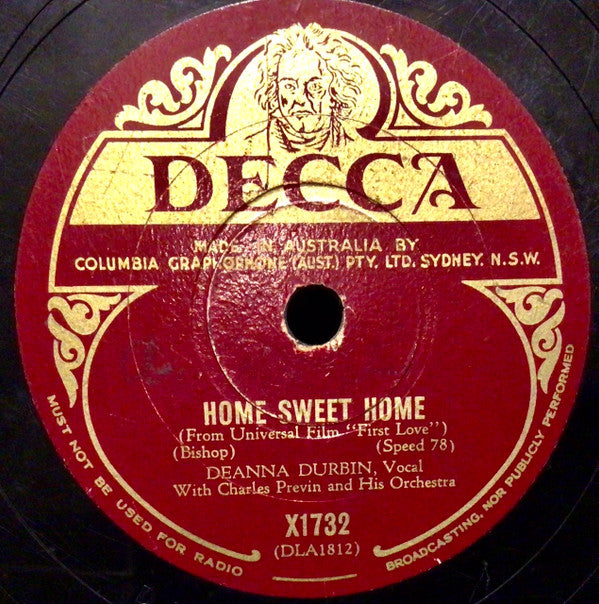 DECCA
MADE IN AUSTRALIA BY
COLUMBIA GRAPHOPHONE (AUST.) PTY. LTD. SYDNEY. N.S.W.
HOME SWEET HOME
(From Universal Film "First Love")
(Bishop) (Speed 78)
DEANNA DURBIN, Vocal
With Charles Previn and His Orchestra
X1732
(DLA1812)
MUST NOT BE USED FOR RADIO BROADCASTING, NOR PUBLICLY PERFORMED